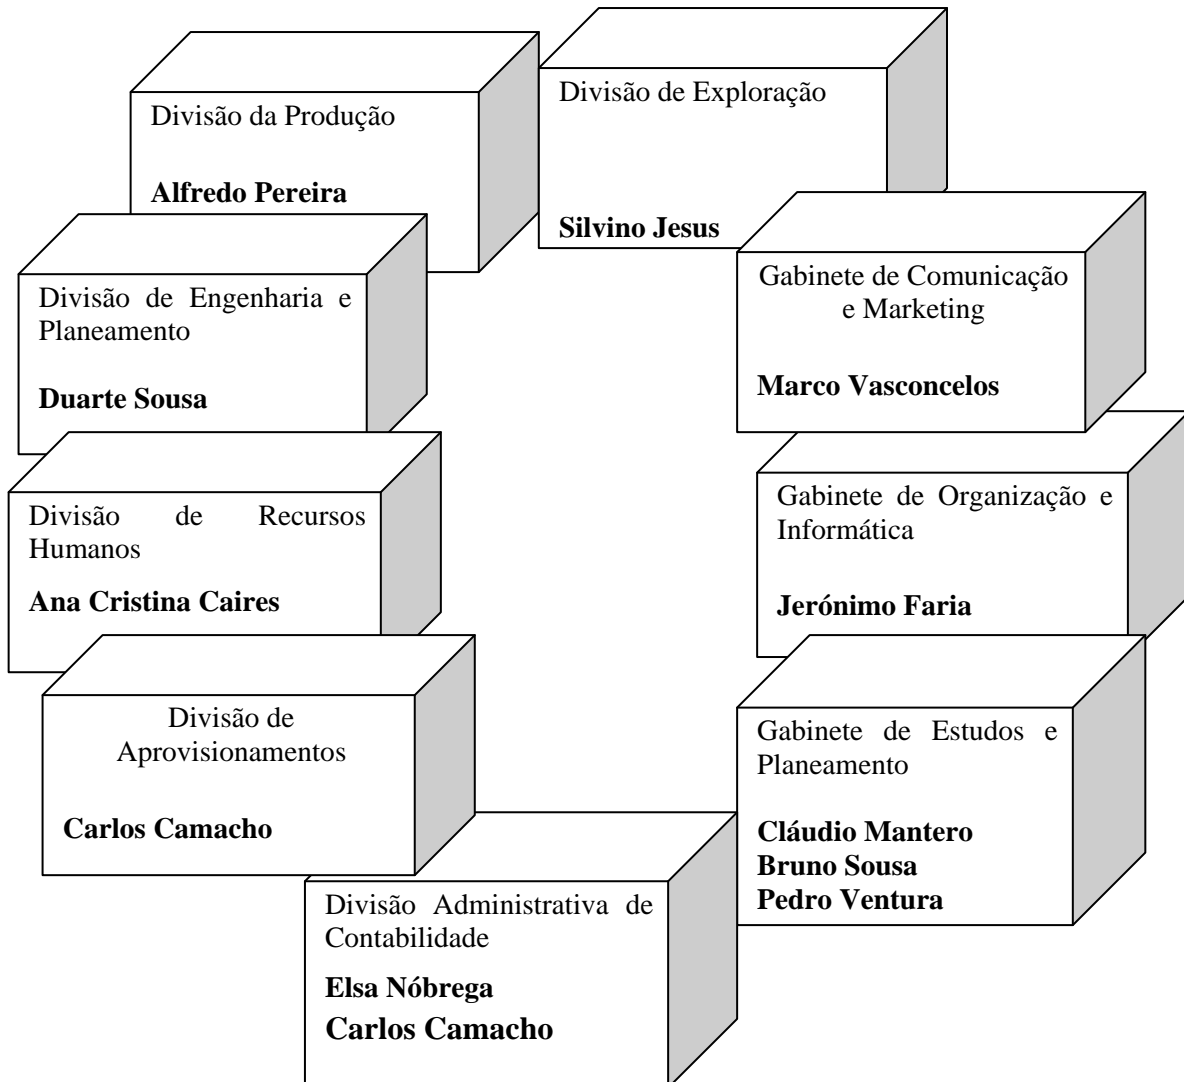 Divisão da Produção
Alfredo Pereira
Divisão de Exploração
Silvino Jesus
Divisão de Engenharia e
Planeamento
Duarte Sousa
Gabinete de Comunicação
e Marketing
Marco Vasconcelos
Divisão de Recursos
Humanos
Ana Cristina Caires
Gabinete de Organização e
Informática
Jerónimo Faria
Divisão de
Aprovisionamentos
Carlos Camacho
Gabinete de Estudos e
Planeamento
Cláudio Mantero
Bruno Sousa
Pedro Ventura
Divisão Administrativa de
Contabilidade
Elsa Nóbrega
Carlos Camacho